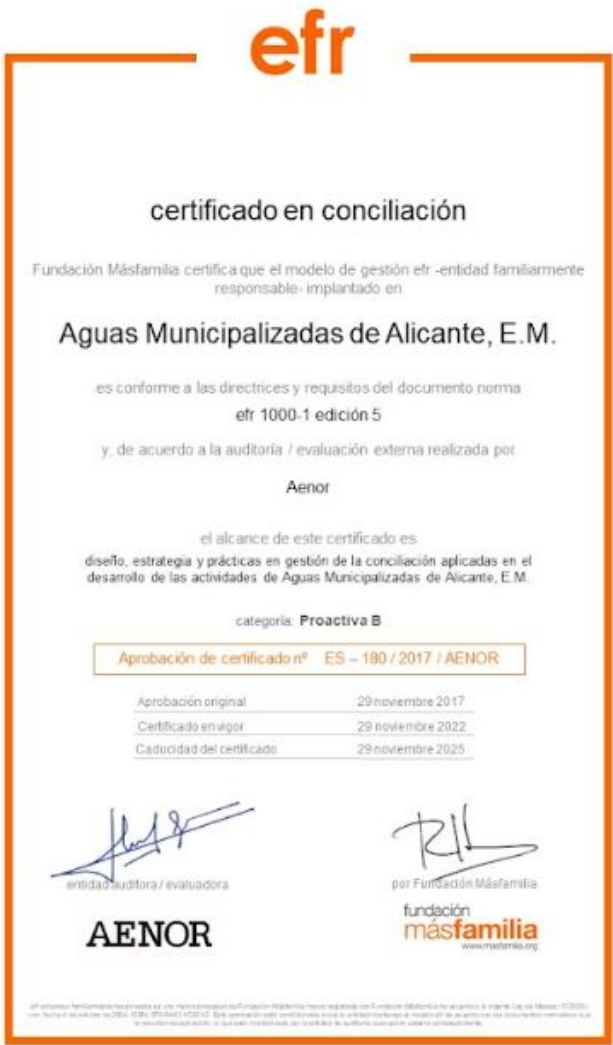 efr
certificado en conciliación
Fundación Másfamilia certifica que el modelo de gestión efr -entidad familiarmente
responsable- implantado en
Aguas Municipalizadas de Alicante, E.M.
es conforme a las directrices y requisitos del documento norma
efr 1000-1 edición 5
y, de acuerdo a la auditoría / evaluación externa realizada por
Aenor
el alcance de este certificado es
diseño, estrategia y prácticas en gestión de la conciliación aplicadas en el
desarrollo de las actividades de Aguas Municipalizadas de Alicante, E.M.
categoría: Proactiva B
Aprobación de certificado nº ES – 180 / 2017 / AENOR
Aprobación original 29 noviembre 2017
Certificado en vigor 29 noviembre 2022
Caducidad del certificado 29 noviembre 2025
entidad auditora / evaluadora
por Fundación Másfamilia
AENOR
fundación
másfamilia
www.masfamilia.org